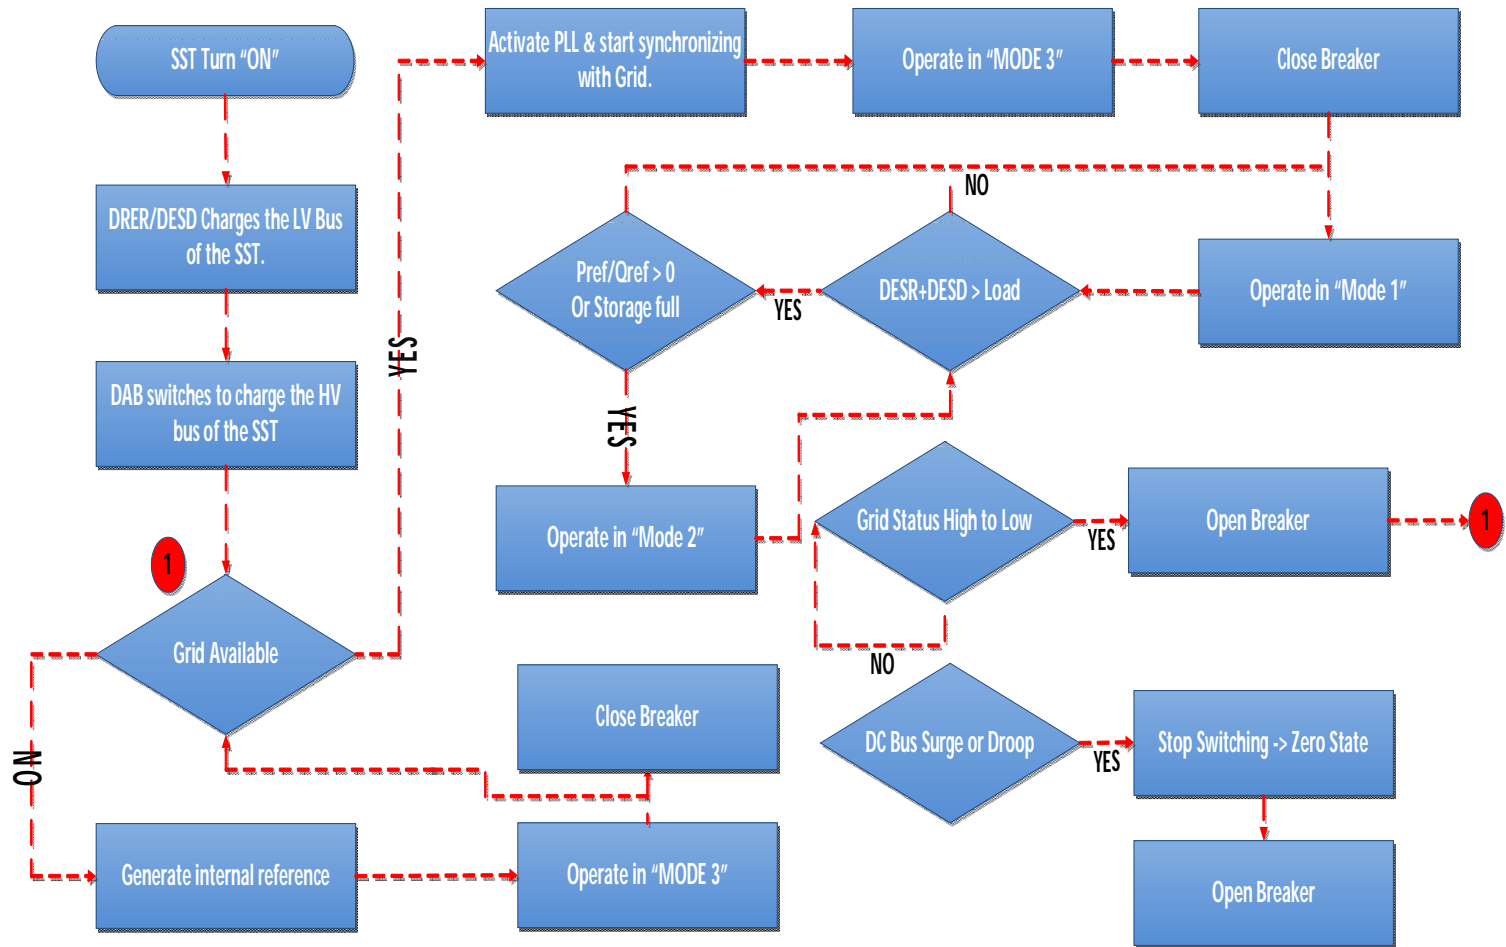 SST Turn “ON”
DRER/DESD Charges the LV Bus
of the SST.
DAB switches to charge the HV
bus of the SST
1
Grid Available
NO
YES
Generate internal reference
Operate in “MODE 3”
Close Breaker
Activate PLL & start synchronizing
with Grid.
Operate in “MODE 3”
Close Breaker
Operate in “Mode 1”
DESR+DESD > Load
NO
YES
Pref/Qref > 0
Or Storage full
YES
Operate in “Mode 2”
Grid Status High to Low
YES
NO
Open Breaker
1
DC Bus Surge or Droop
YES
Stop Switching -> Zero State
Open Breaker